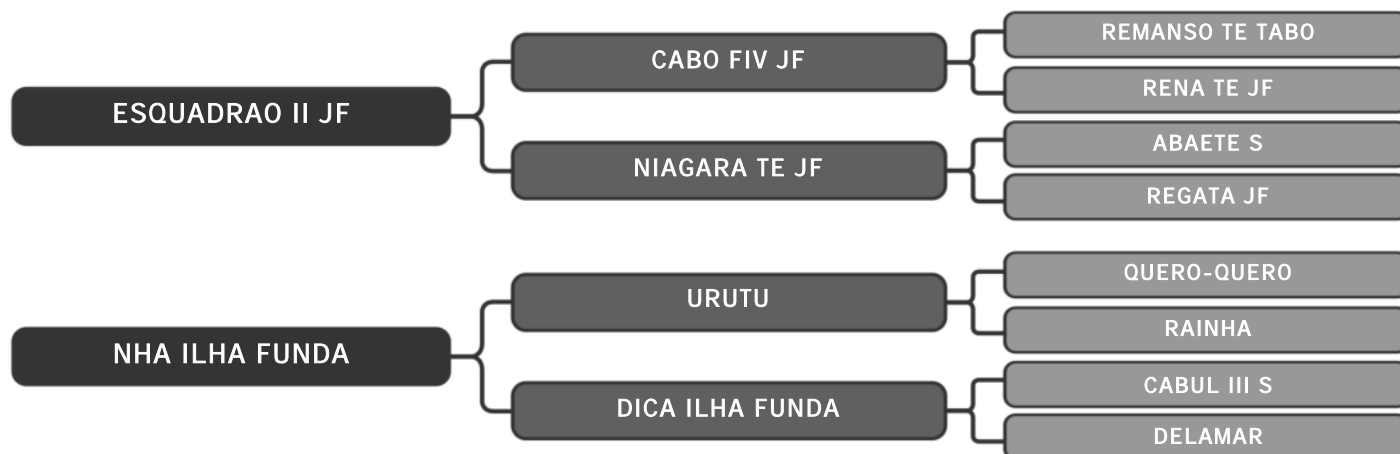 REMANSO TE TABO
CABO FIV JF
RENA TE JF
ESQUADRAO II JF
ABAETE S
NIAGARA TE JF
REGATA JF
QUERO-QUERO
URUTU
RAINHA
NHA ILHA FUNDA
CABUL III S
DICA ILHA FUNDA
DELAMAR